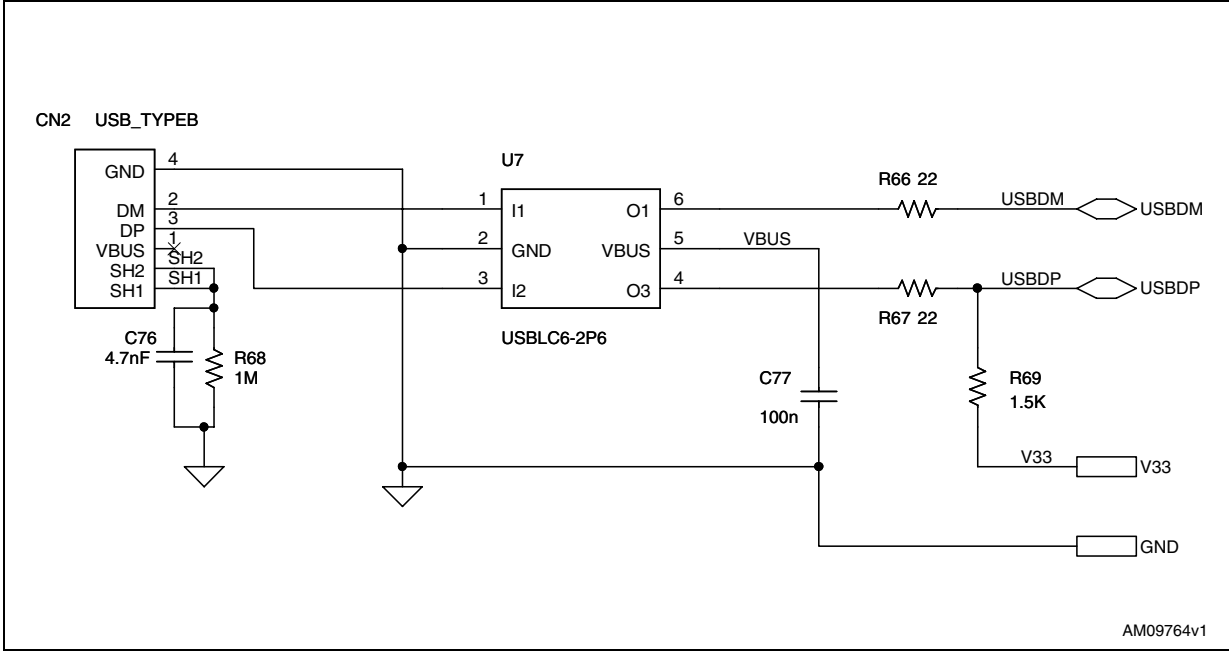 CN2 USB_TYPEB
GND 4
DM 2
DP 3
VBUS 1
SH2 SH2
SH1 SH1
C76
4.7nF
R68
1M
U7
1 I1 O1 6
2 GND VBUS 5 VBUS
3 I2 O3 4
USBLC6-2P6
R66 22
USBDM USBDM
USBDP USBDP
R67 22
C77
100n
R69
1.5K
V33 V33
GND
AM09764v1